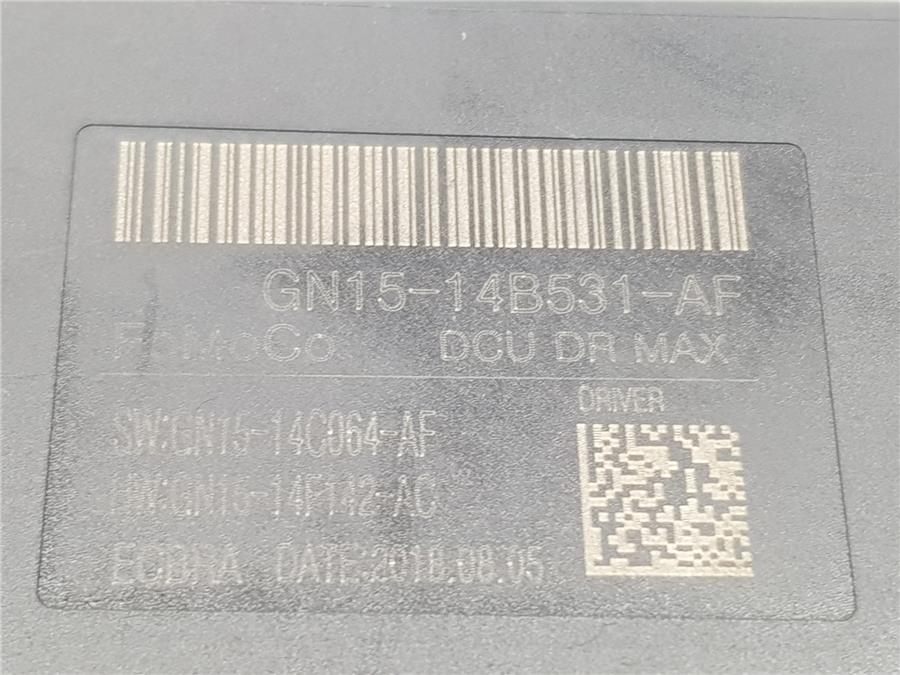 GN15-14B531-AF
FoMoCo DCU DR MAX
DRIVER
SW:GN15-14C064-AF
HW:GN15-14F142-AC
DATE:2018.08.05